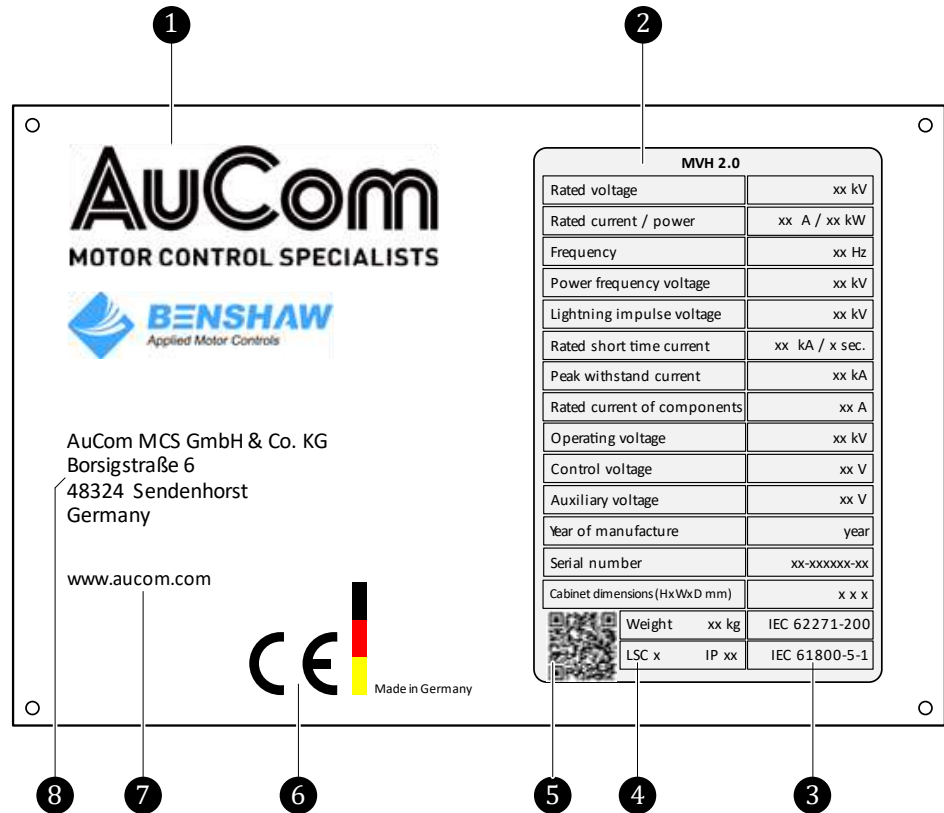 1
2
AuCom
MOTOR CONTROL SPECIALISTS
BENSHAW
Applied Motor Controls
AuCom MCS GmbH & Co. KG
Borsigstraße 6
48324 Sendenhorst
Germany
www.aucom.com
CE
Made in Germany
MVH 2.0
Rated voltage xx kV
Rated current / power xx A / xx kW
Frequency xx Hz
Power frequency voltage xx kV
Lightning impulse voltage xx kV
Rated short time current xx kA / x sec.
Peak withstand current xx kA
Rated current of components xx A
Operating voltage xx kV
Control voltage xx V
Auxiliary voltage xx V
Year of manufacture year
Serial number xx-xxxxxx-xx
Cabinet dimensions (HxWxD mm) x x x
Weight xx kg IEC 62271-200
LSC x IP xx IEC 61800-5-1
8
7
6
5
4
3